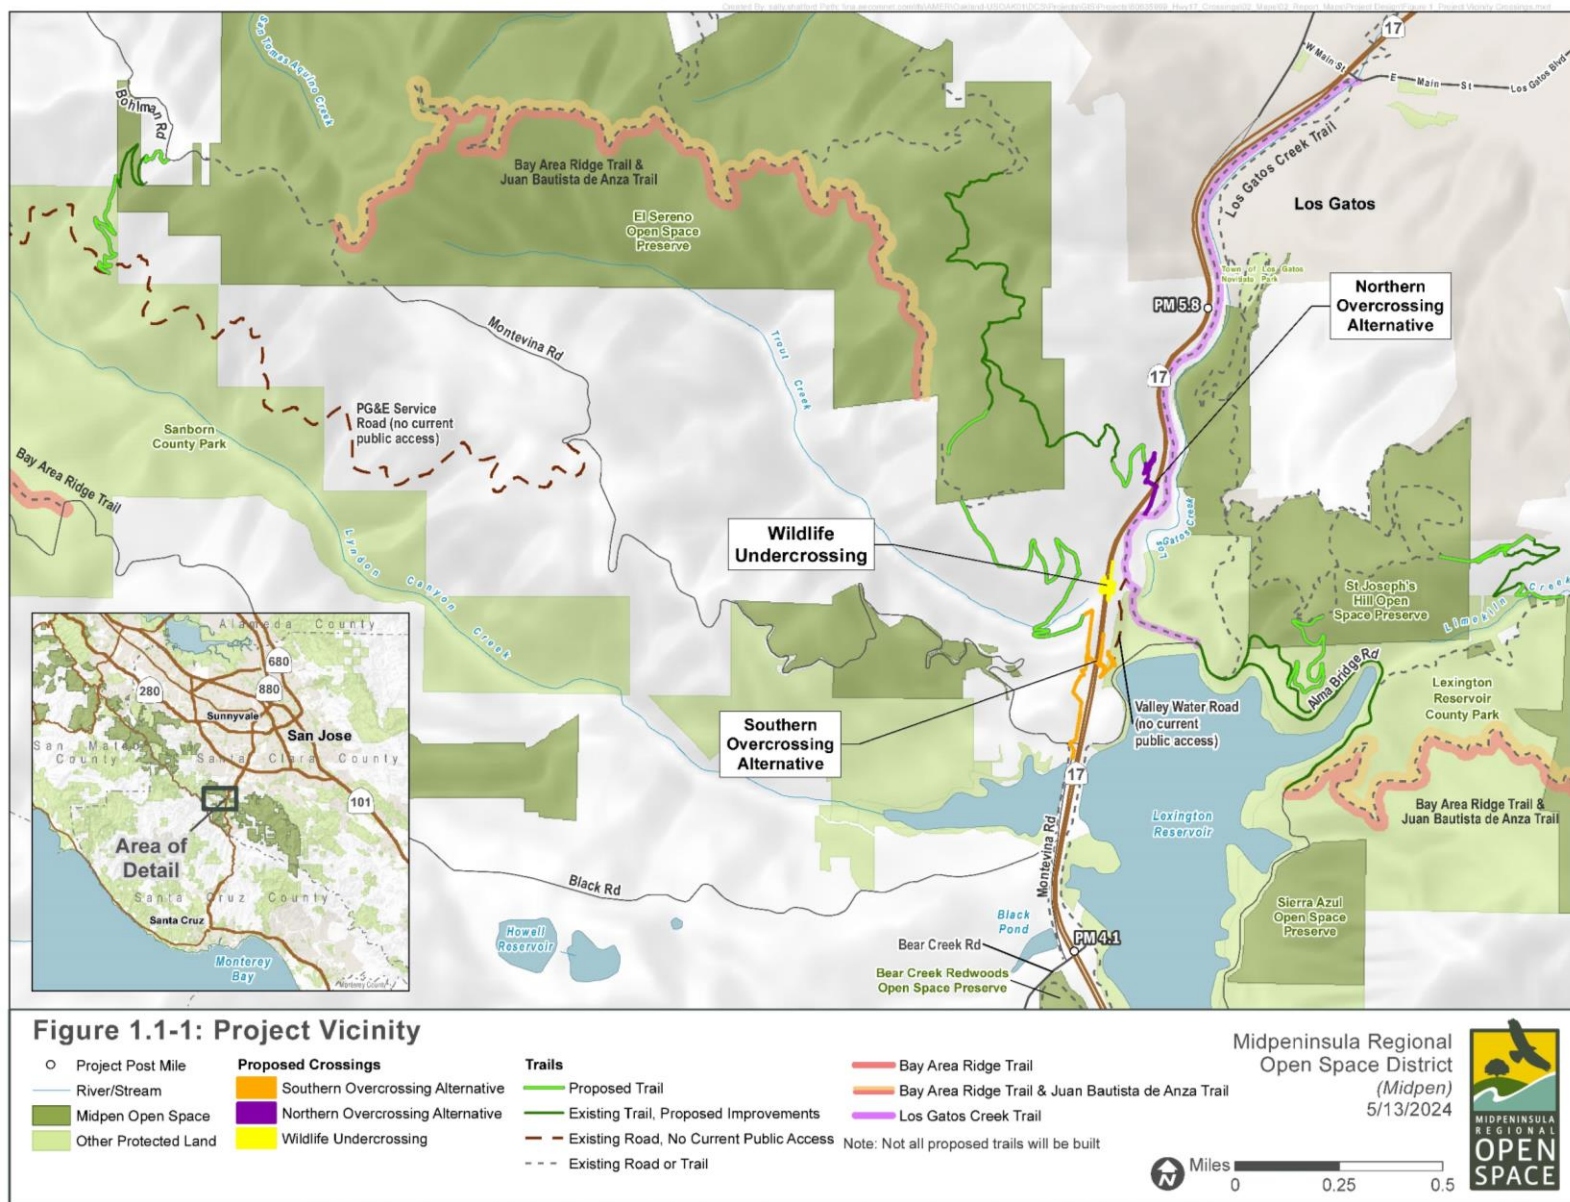 17
W Main St
E Main St
Los Gatos Blvd
San Tomas Aquino Creek
Bohlman Rd
Los Gatos Creek Trail
Bay Area Ridge Trail &
Juan Bautista de Anza Trail
Los Gatos
El Sereno
Open Space
Preserve
Town of Los Gatos
Novitiate Park
Northern
Overcrossing
Alternative
PM 5.8
Montevina Rd
Trout Creek
17
PG&E Service
Road (no current
public access)
Sanborn
County Park
Bay Area Ridge Trail
Wildlife
Undercrossing
Los Gatos Creek
Lyndon Canyon Creek
St Joseph's
Hill Open
Space Preserve
Limekiln Creek
Alma Bridge Rd
Lexington
Reservoir
County Park
Valley Water Road
(no current
public access)
Southern
Overcrossing
Alternative
17
Bay Area Ridge Trail &
Juan Bautista de Anza Trail
Lexington
Reservoir
Montevina Rd
Black Rd
Sierra Azul
Open Space
Preserve
Howell
Reservoir
Black
Pond
PM 4.1
Bear Creek Rd
Bear Creek Redwoods
Open Space Preserve
Alameda County
680
280
880
Sunnyvale
San Jose
San Mateo
County
Santa Clara County
101
Area of
Detail
Santa Cruz County
Santa Cruz
Monterey
Bay
Monterey County
Figure 1.1-1: Project Vicinity
Project Post Mile
River/Stream
Midpen Open Space
Other Protected Land
Proposed Crossings
Southern Overcrossing Alternative
Northern Overcrossing Alternative
Wildlife Undercrossing
Trails
Proposed Trail
Existing Trail, Proposed Improvements
Existing Road, No Current Public Access
Existing Road or Trail
Bay Area Ridge Trail
Bay Area Ridge Trail & Juan Bautista de Anza Trail
Los Gatos Creek Trail
Note: Not all proposed trails will be built
Midpeninsula Regional
Open Space District
(Midpen)
5/13/2024
N
Miles
0 0.25 0.5
MIDPENINSULA
REGIONAL
OPEN
SPACE